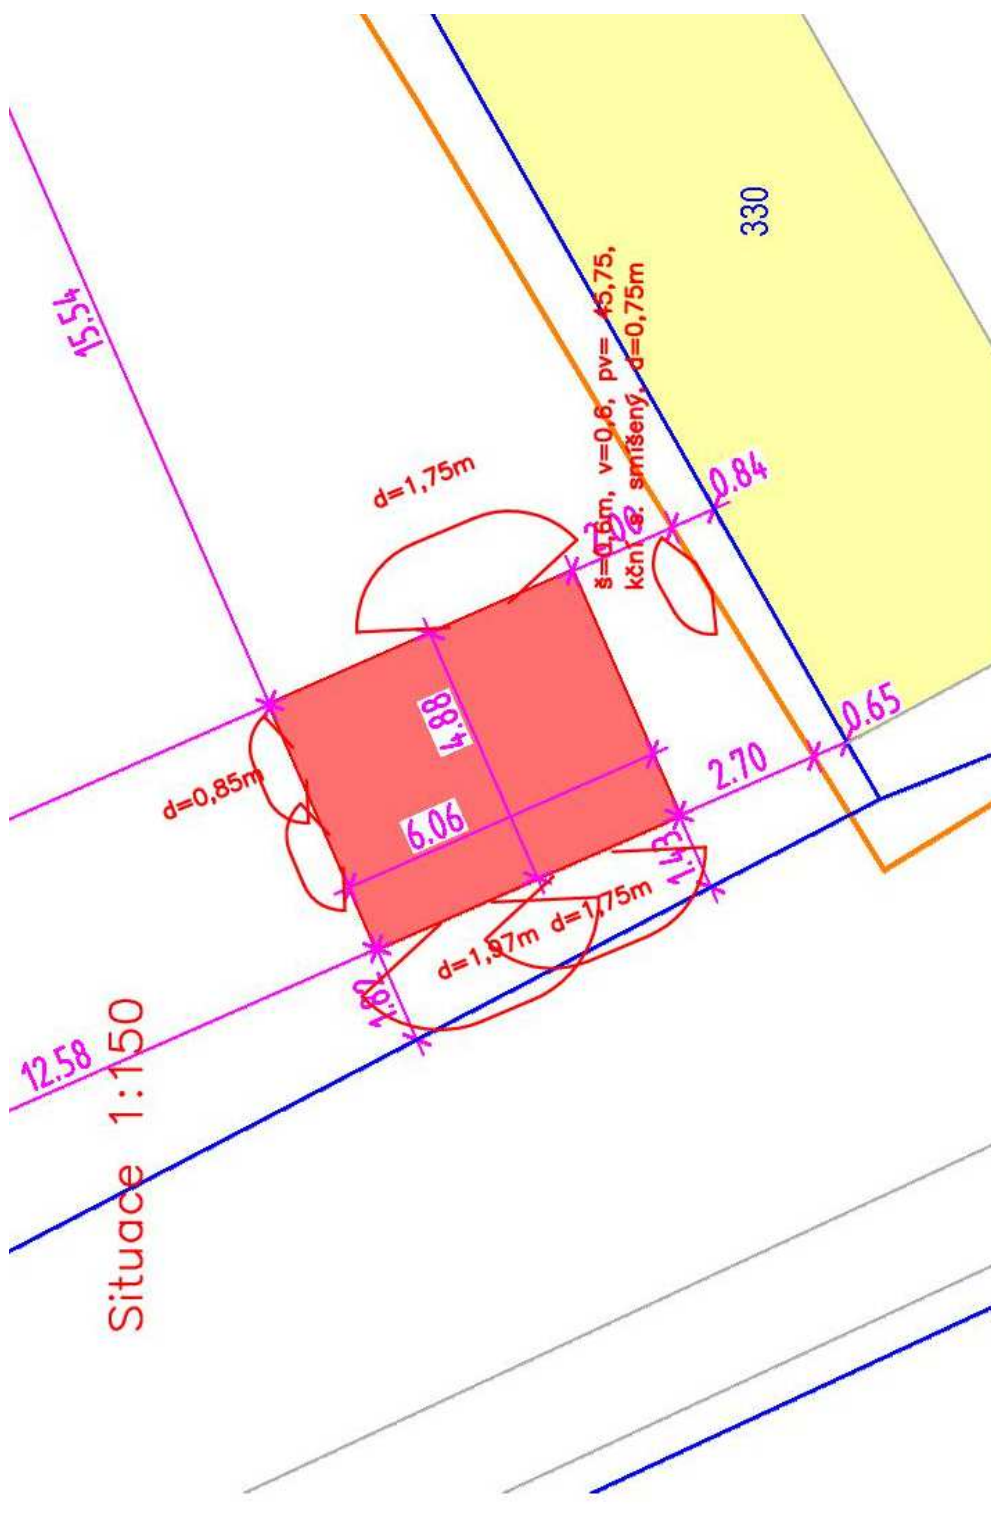 330
15.54
š=0,6m, v=0,6, pv= 45,75,
kční s. smíšený, d=0,75m
d=1,75m
0.84
4.88
0.65
2.70
d=0,85m
6.06
1.43
d=1,75m
d=1,97m
1.82
12.58
Situace 1:150